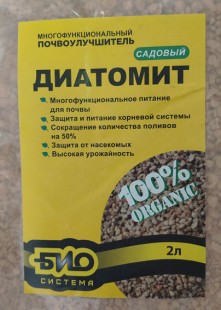 МНОГОФУНКЦИОНАЛЬНЫЙ
ПОЧВОУЛУЧШИТЕЛЬ
САДОВЫЙ
ДИАТОМИТ
• Многофункциональное питание
для почвы
• Защита и питание корневой системы
• Сокращение количества поливов
на 50%
• Защита от насекомых
• Высокая урожайность
100%
ORGANIC
БИО
СИСТЕМА
2л